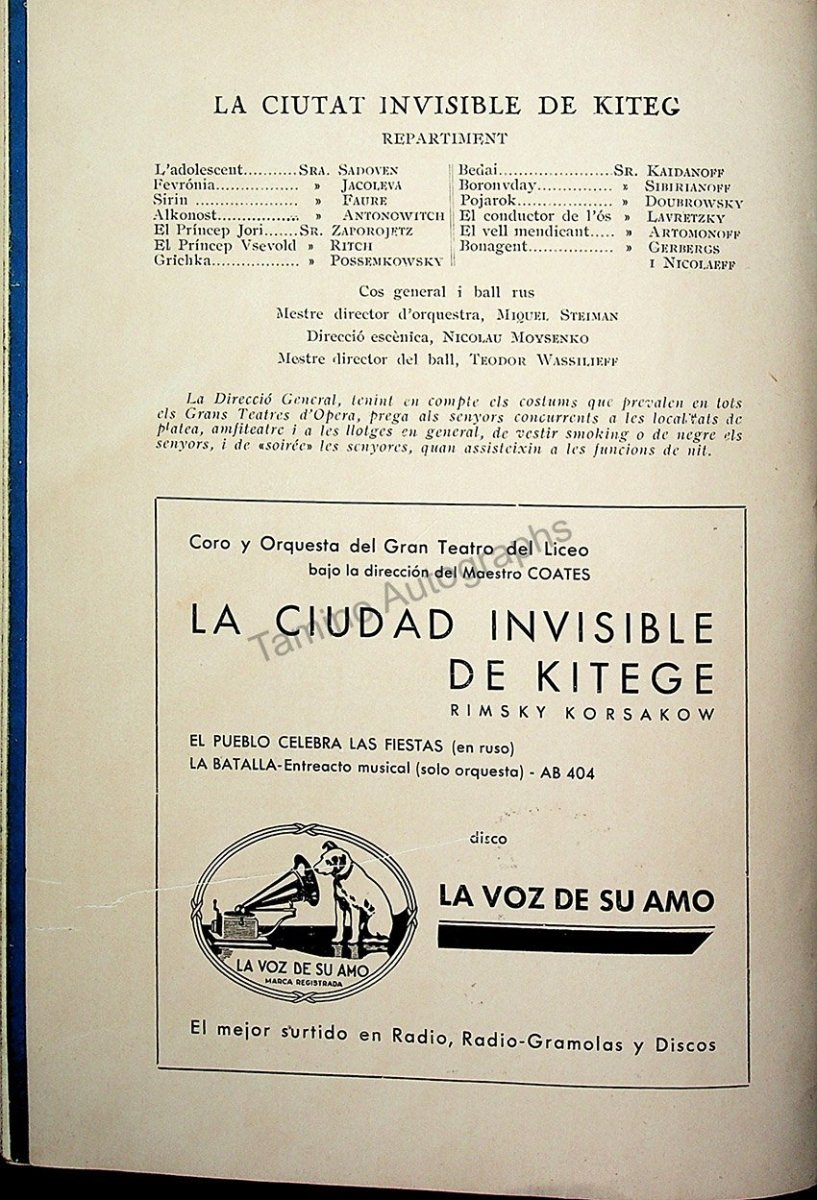 LA CIUTAT INVISIBLE DE KITEG
REPARTIMENT
L'adolescent.......... SRA. SADOVEN
Fevrónia................ » JACOLEVA
Sirin ...................... » FAURE
Alkonost................ » ANTONOWITCH
El Príncep Jori....... SR. ZAPOROJETZ
El Príncep Vsevold » RITCH
Grichka.................. » POSSEMKOWSKY
Bedai...................... SR. KAIDANOFF
Boronvday.............. » SIBIRIANOFF
Pojarok.................. » DOUBROWSKY
El conductor de l'ós » LAVRETZKY
El vell mendicant..... » ARTOMONOFF
Bonagent................ » GERBERGS
I NICOLAEFF
Cos general i ball rus
Mestre director d'orquestra, MIQUEL STEIMAN
Direcció escènica, NICOLAU MOYSENKO
Mestre director del ball, TEODOR WASSILIEFF
La Direcció General, tenint en compte els costums que prevalen en tots
els Grans Teatres d'Opera, prega als senyors concurrents a les localitats de
platea, amfiteatre i a les llotges en general, de vestir smoking o de negre els
senyors, i de «soirée» les senyores, quan assisteixin a les funcions de nit.
Coro y Orquesta del Gran Teatro del Liceo
bajo la dirección del Maestro COATES
LA CIUDAD INVISIBLE
DE KITEGE
RIMSKY KORSAKOW
EL PUEBLO CELEBRA LAS FIESTAS (en ruso)
LA BATALLA-Entreacto musical (solo orquesta) - AB 404
disco
LA VOZ DE SU AMO
LA VOZ DE SU AMO
MARCA REGISTRADA
El mejor surtido en Radio, Radio-Gramolas y Discos
Tamino Autographs